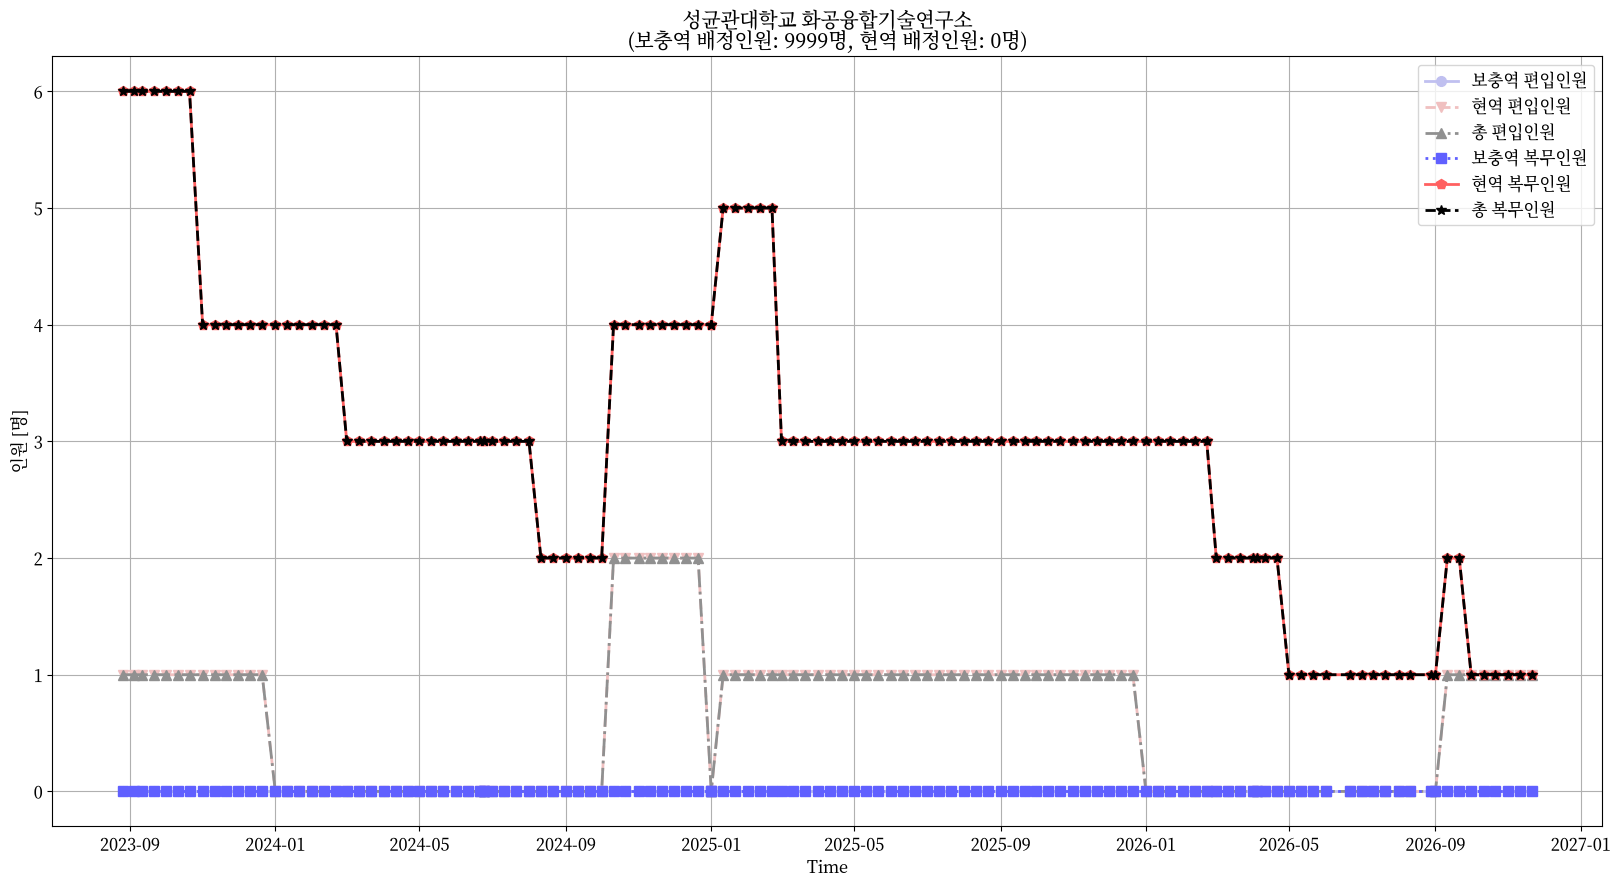 성균관대학교 화공융합기술연구소
(보충역 배정인원: 9999명, 현역 배정인원: 0명)
보충역 편입인원
현역 편입인원
총 편입인원
보충역 복무인원
현역 복무인원
총 복무인원
인원 [명]
6
5
4
3
2
1
0
2023-09 2024-01 2024-05 2024-09 2025-01 2025-05 2025-09 2026-01 2026-05 2026-09 2027-01
Time